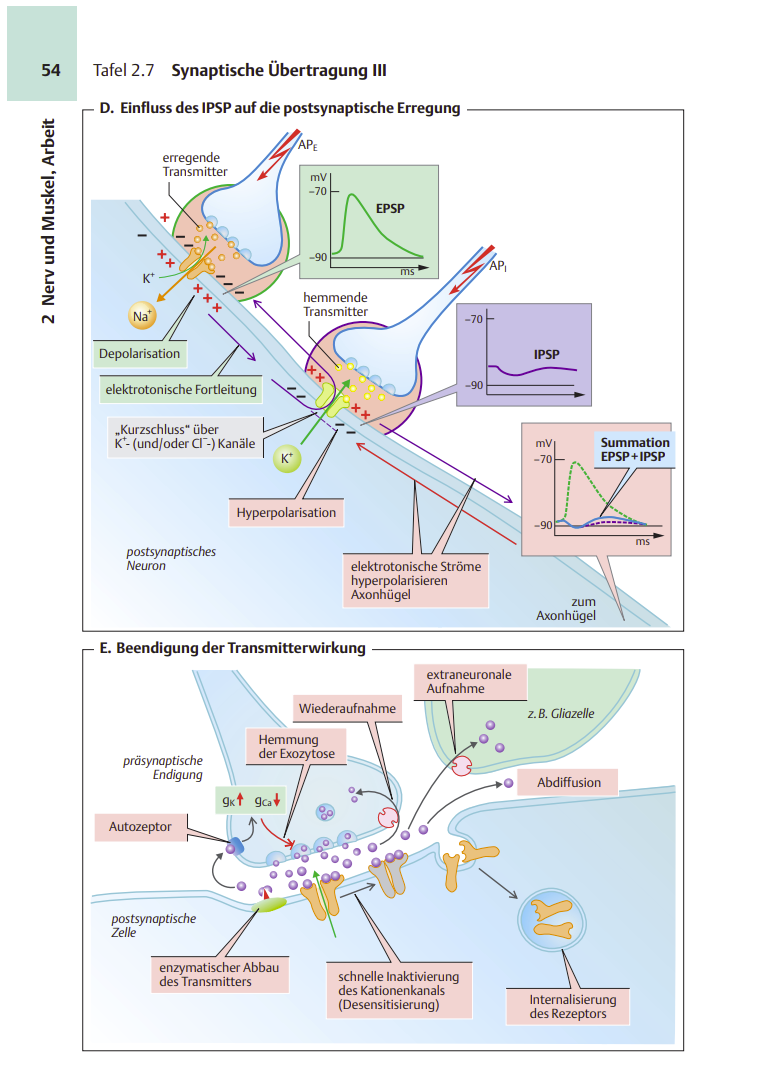 54 Tafel 2.7 Synaptische Übertragung III
2 Nerv und Muskel, Arbeit
D. Einfluss des IPSP auf die postsynaptische Erregung
erregende
Transmitter
AP_E
mV
–70
EPSP
–90
ms
K⁺
Na⁺
Depolarisation
elektrotonische Fortleitung
„Kurzschluss“ über
K⁺- (und/oder Cl⁻-) Kanäle
hemmende
Transmitter
AP_I
–70
IPSP
–90
K⁺
Hyperpolarisation
mV
–70
Summation
EPSP+IPSP
–90
ms
postsynaptisches
Neuron
elektrotonische Ströme
hyperpolarisieren
Axonhügel
zum
Axonhügel
E. Beendigung der Transmitterwirkung
extraneuronale
Aufnahme
Wiederaufnahme
z. B. Gliazelle
Hemmung
der Exozytose
präsynaptische
Endigung
g_K g_Ca
Abdiffusion
Autozeptor
postsynaptische
Zelle
enzymatischer Abbau
des Transmitters
schnelle Inaktivierung
des Kationenkanals
(Desensitisierung)
Internalisierung
des Rezeptors